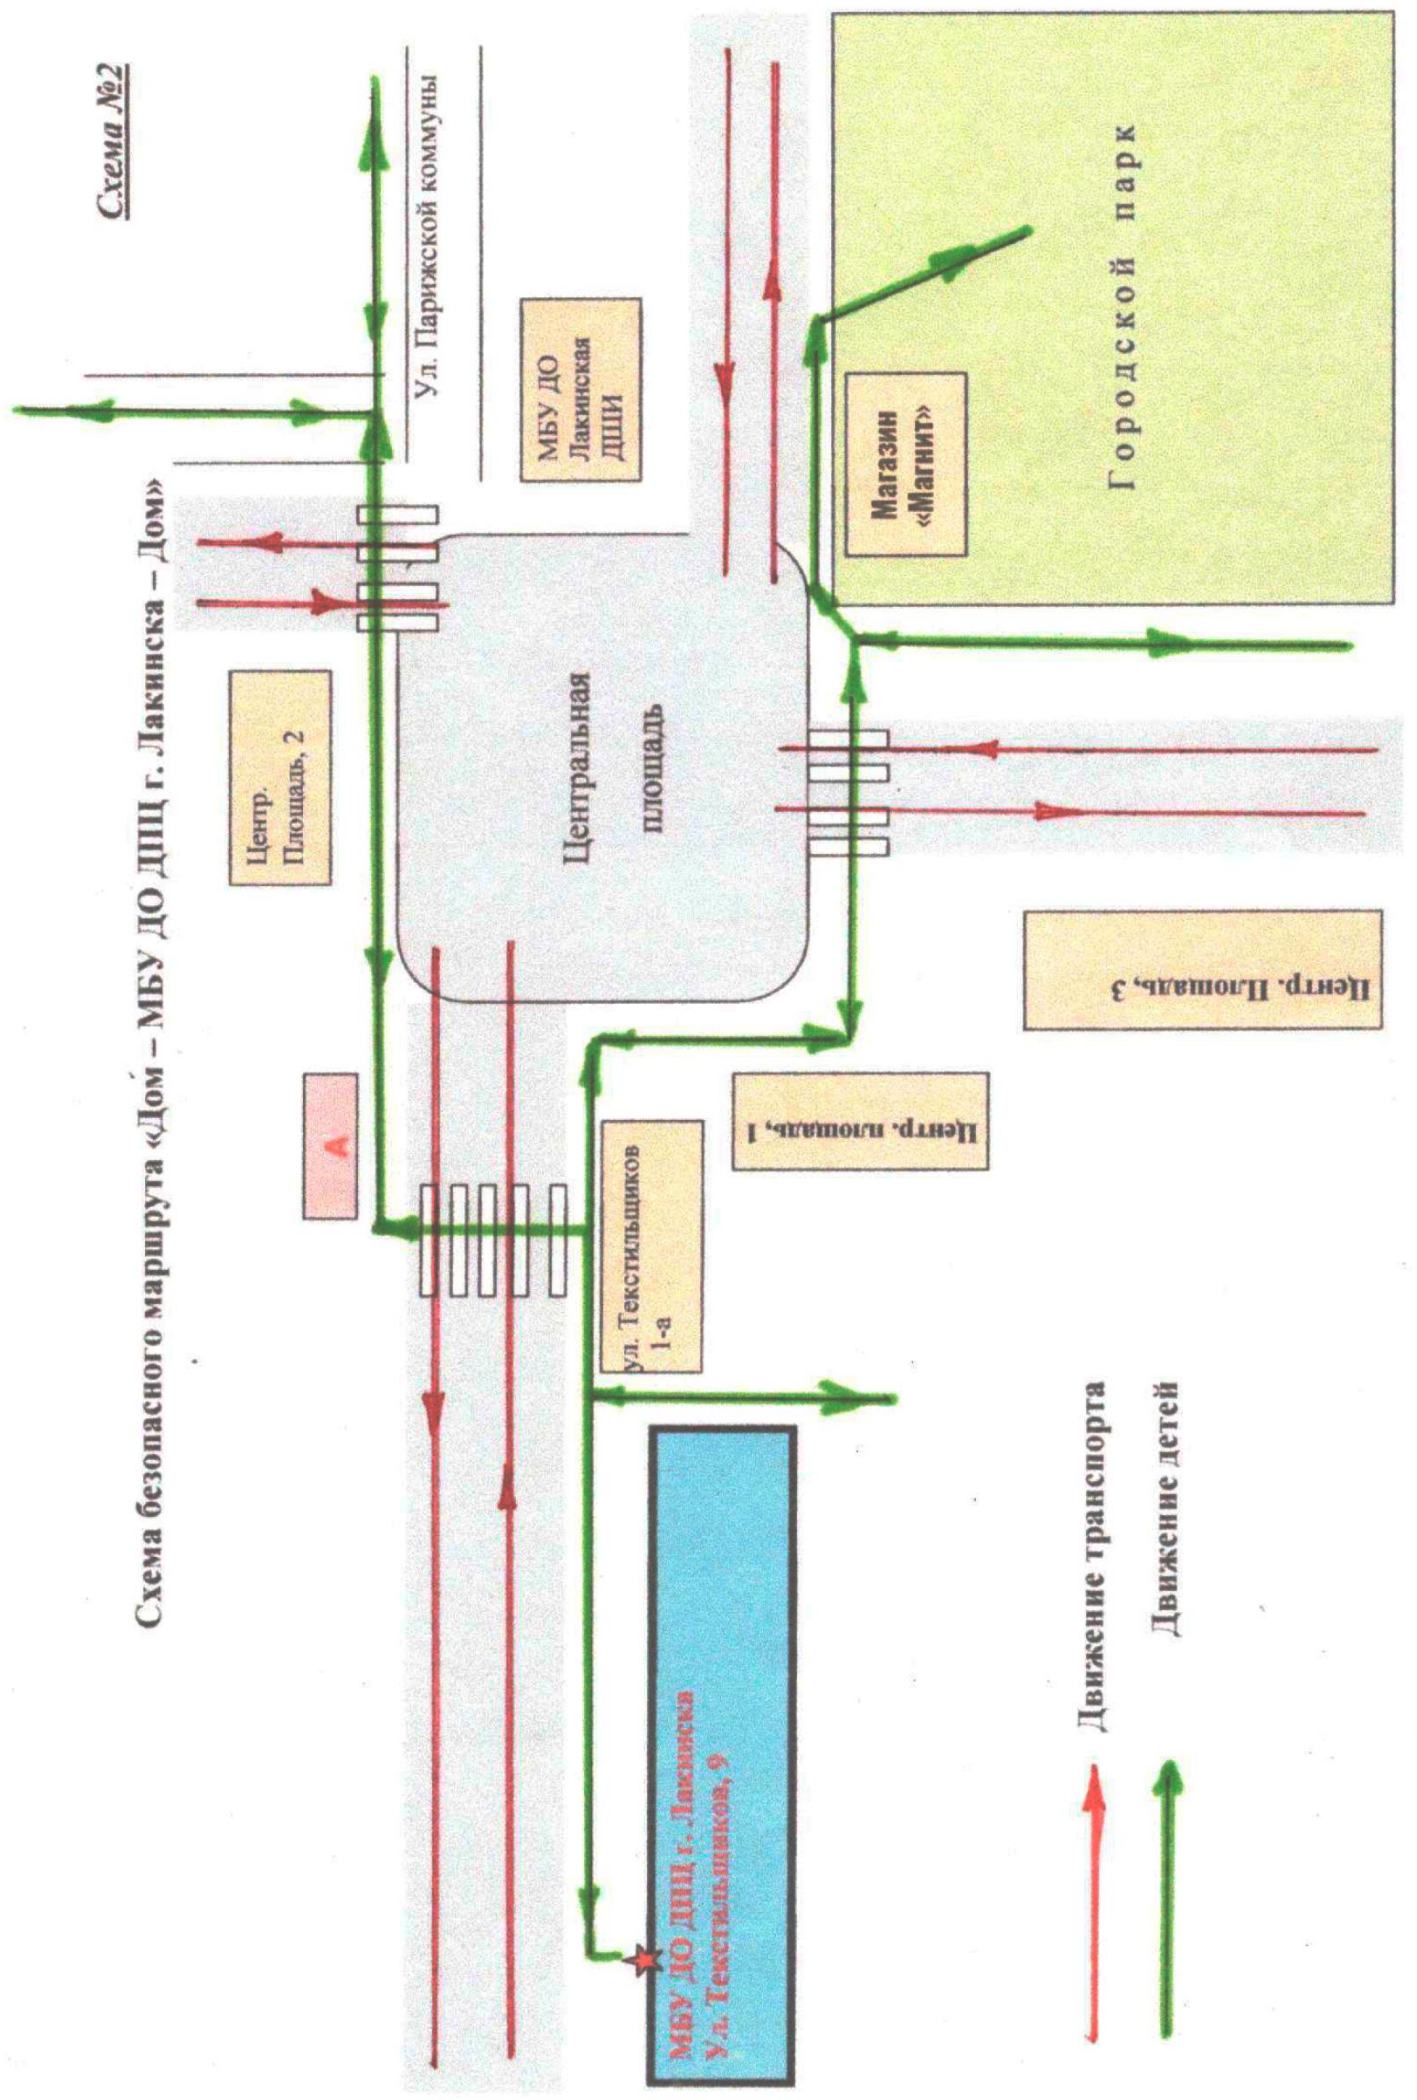 Схема №2
Схема безопасного маршрута «Дом – МБУ ДО ДПЦ г. Лакинска – Дом»
Ул. Парижской коммуны
Центр.
Площадь, 2
МБУ ДО
Лакинская
ДШИ
А
Центральная
площадь
Магазин
«Магнит»
Городской парк
ул. Текстильщиков
1-а
Центр. площадь, 1
Центр. Площадь, 3
МБУ ДО ДПЦ г. Лакинска
Ул. Текстильщиков, 9
Движение транспорта
Движение детей